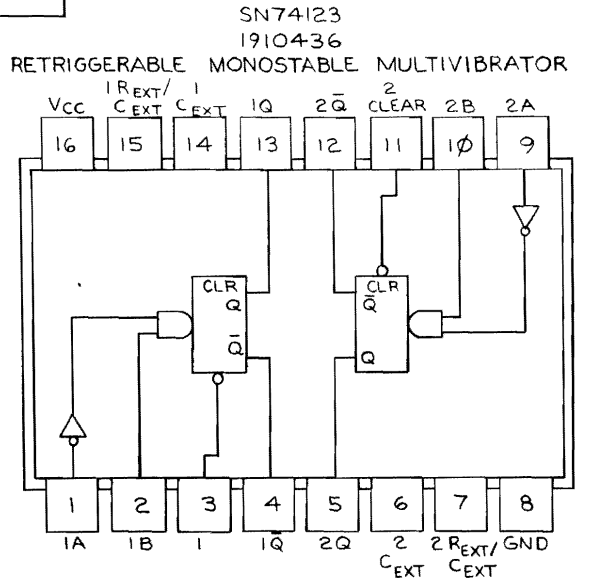 SN74123
1910436
RETRIGGERABLE MONOSTABLE MULTIVIBRATOR
VCC 1 REXT/ CEXT 1 CEXT 1Q 2Q̅ 2 CLEAR 2B 2A
16 15 14 13 12 11 1Ø 9
CLR CLR
Q Q̅
Q̅ Q
1 2 3 4 5 6 7 8
1A 1B 1 1Q̅ 2Q 2 CEXT 2 REXT/ CEXT GND